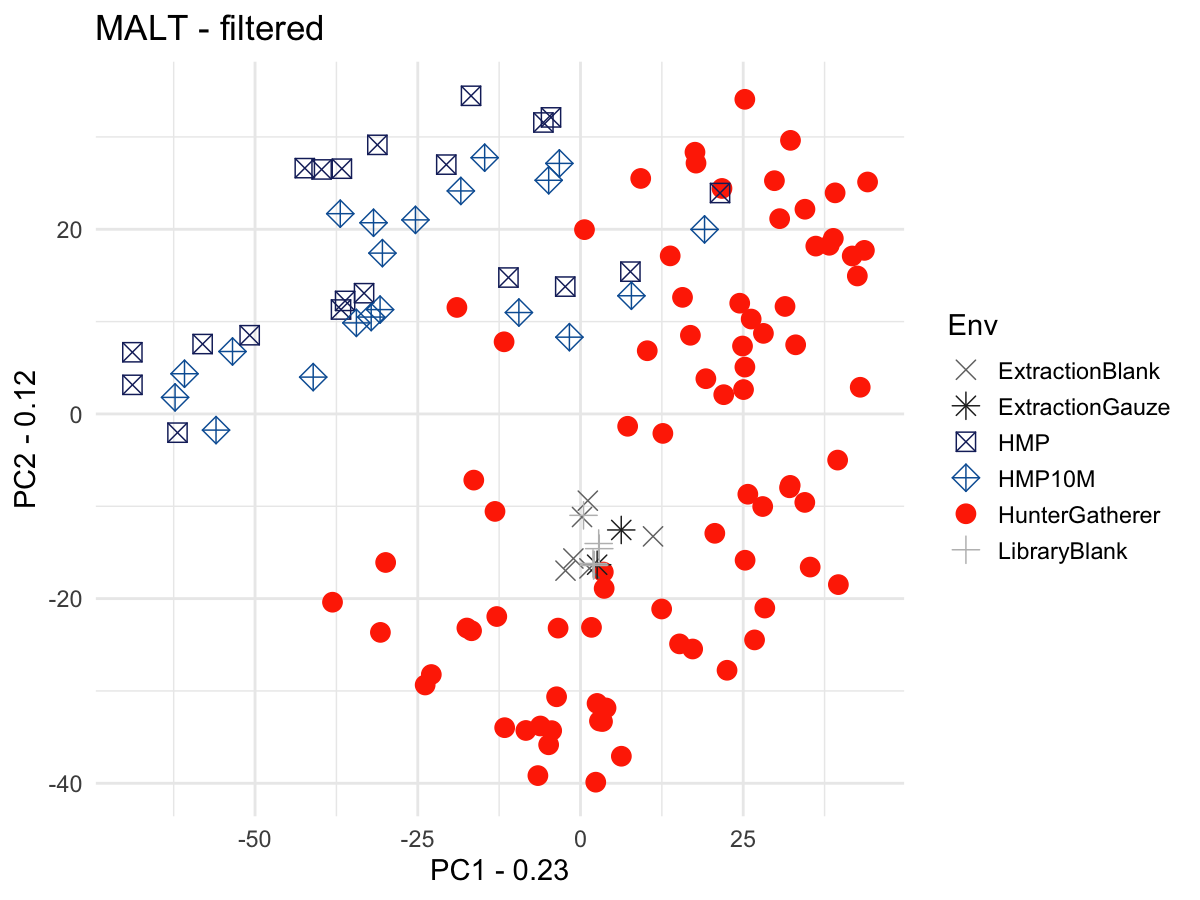 MALT - filtered
PC2 - 0.12
20
0
-20
-40
-50
-25
0
25
PC1 - 0.23
Env
ExtractionBlank
ExtractionGauze
HMP
HMP10M
HunterGatherer
LibraryBlank